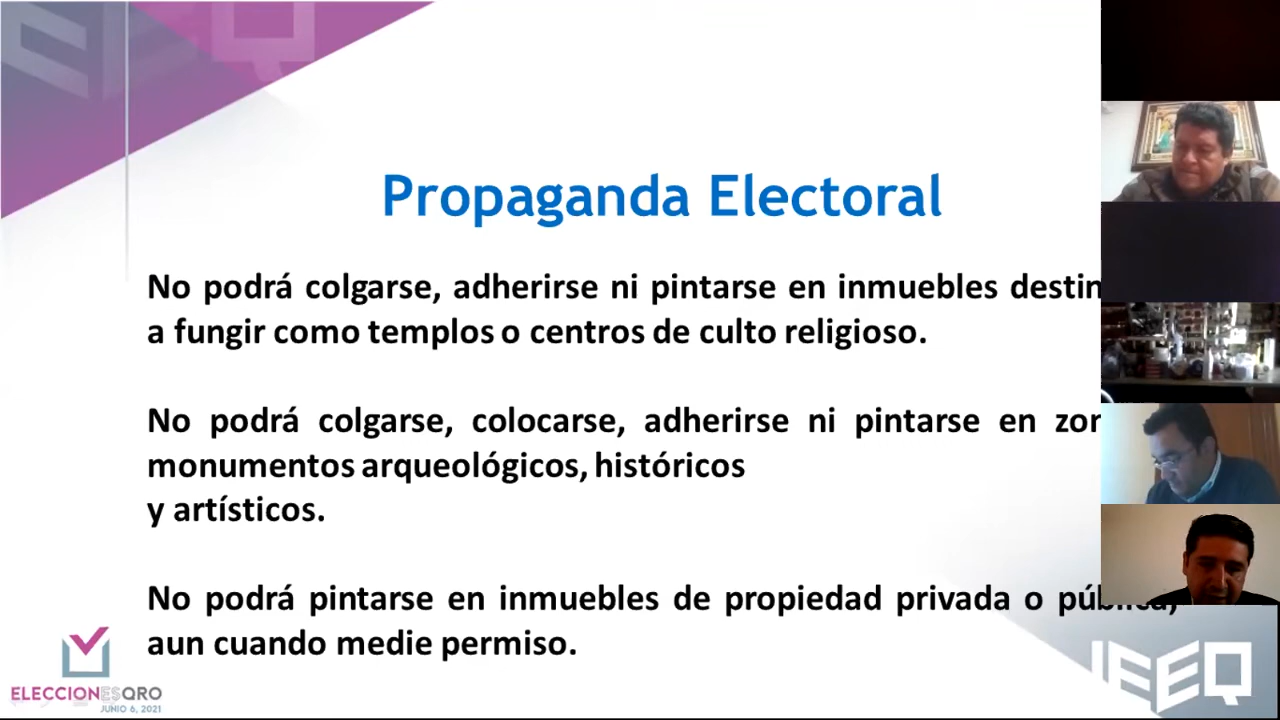 Propaganda Electoral
No podrá colgarse, adherirse ni pintarse en inmuebles
a fungir como templos o centros de culto religioso.
No podrá colgarse, colocarse, adherirse ni pintarse en
monumentos arqueológicos, históricos
y artísticos.
No podrá pintarse en inmuebles de propiedad privada o pública,
aun cuando medie permiso.
ELECCIONESQRO
JUNIO 6, 2021
IEEQ